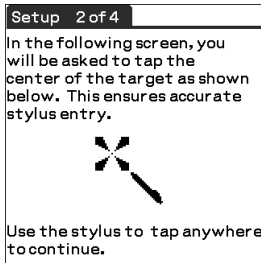 Setup 2 of 4
In the following screen, you
will be asked to tap the
center of the target as shown
below. This ensures accurate
stylus entry.
Use the stylus to tap anywhere
to continue.